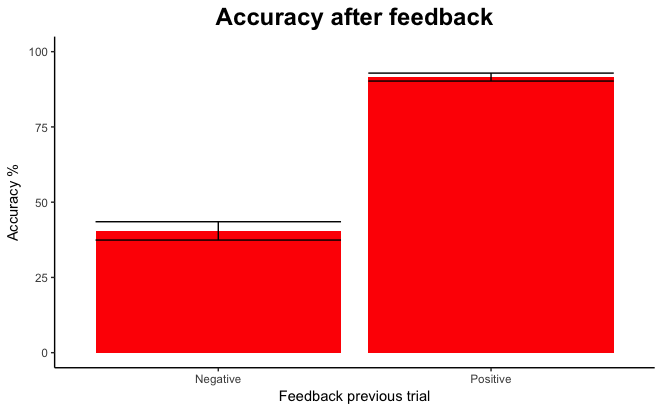 Accuracy after feedback
100
75
50
25
0
Accuracy %
Negative
Positive
Feedback previous trial